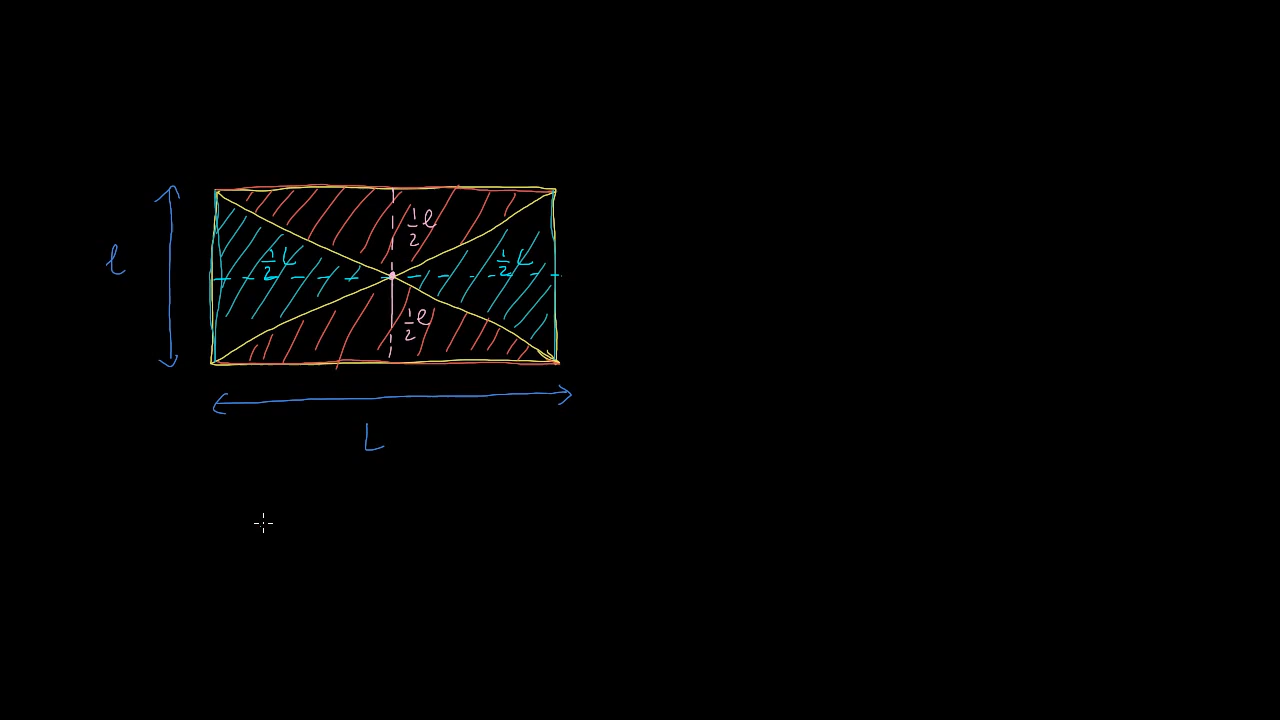 1/2 ℓ
ℓ
1/2 L
1/2 L
1/2 ℓ
L